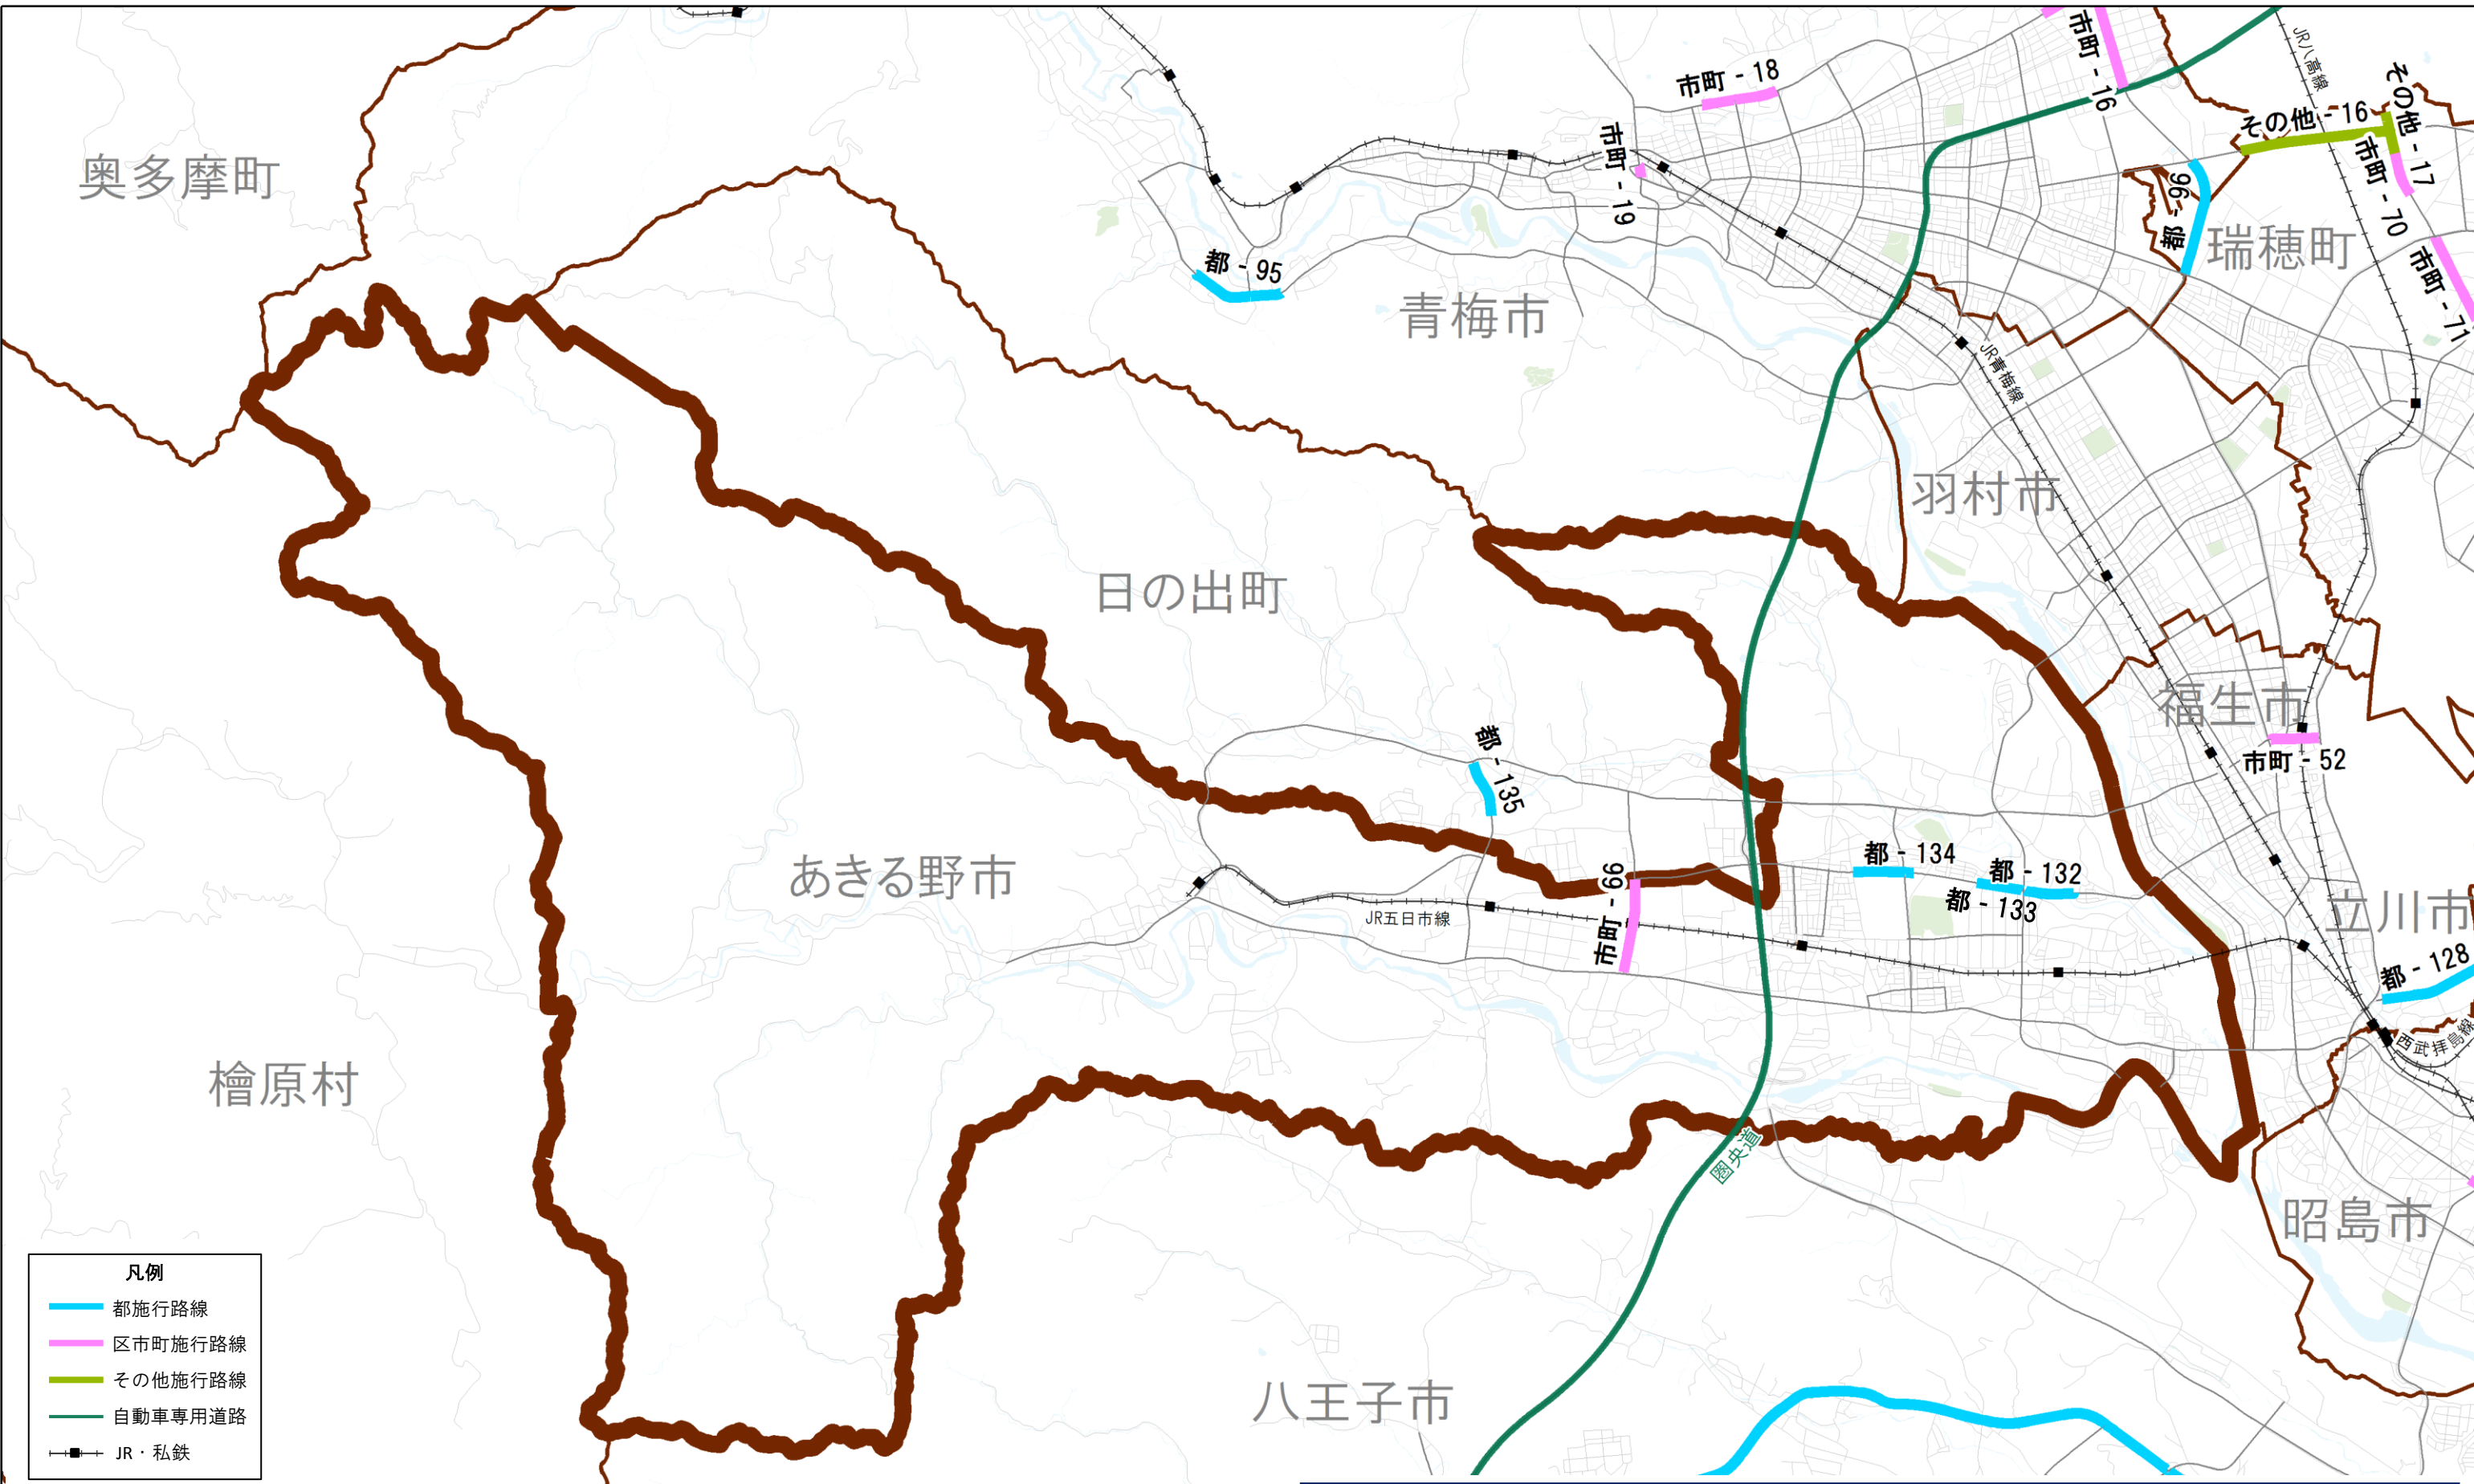 奥多摩町
市町 - 18
市町 - 16
JR八高線
その他 - 16
その他 - 17
市町 - 19
市町 - 70
都 - 96
瑞穂町
市町 - 71
都 - 95
青梅市
JR青梅線
羽村市
日の出町
福生市
市町 - 52
都 - 135
あきる野市
都 - 134
都 - 132
都 - 133
市町 - 99
JR五日市線
立川市
都 - 128
西武拝島線
檜原村
圏央道
昭島市
八王子市
凡例
都施行路線
区市町施行路線
その他施行路線
自動車専用道路
JR・私鉄